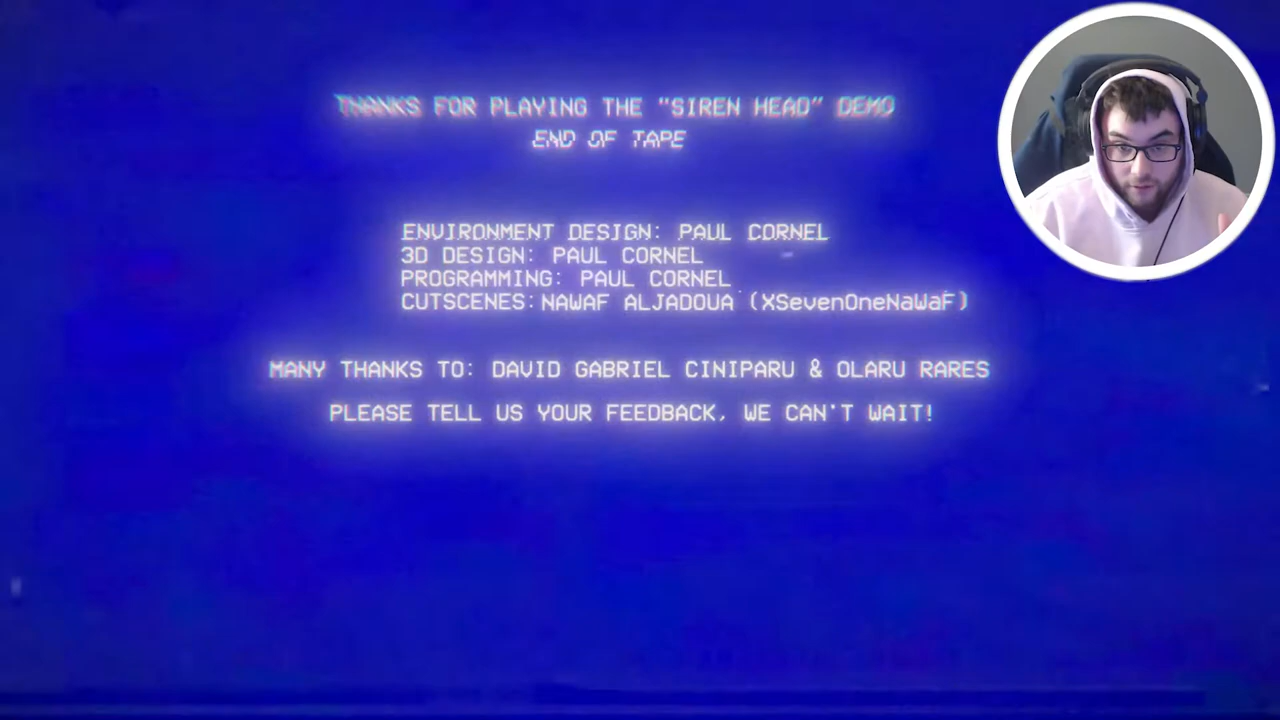 THANKS FOR PLAYING THE "SIREN HEAD" DEMO
END OF TAPE
ENVIRONMENT DESIGN: PAUL CORNEL
3D DESIGN: PAUL CORNEL
PROGRAMMING: PAUL CORNEL
CUTSCENES: NAWAF ALJADOUA (XSevenOneNaWaF)
MANY THANKS TO: DAVID GABRIEL CINIPARU & OLARU RARES
PLEASE TELL US YOUR FEEDBACK, WE CAN'T WAIT!